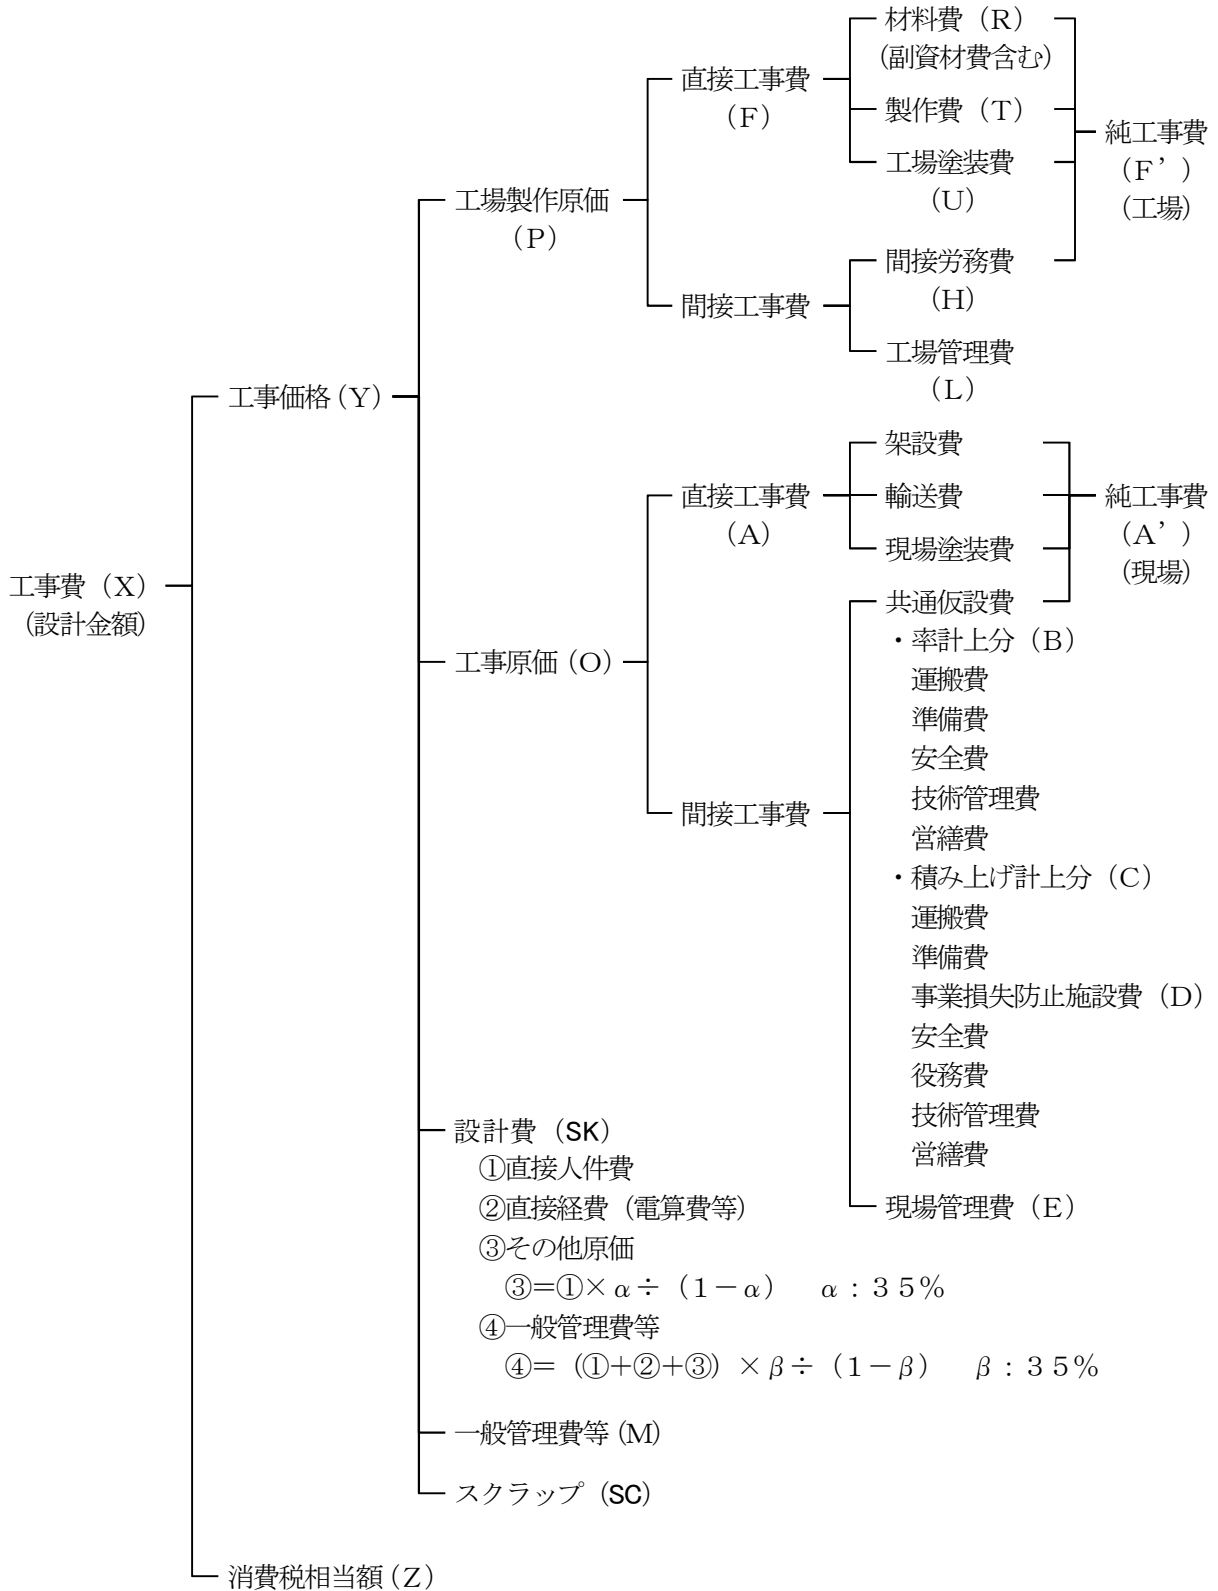 材料費（R）
（副資材費含む）
直接工事費
（F）
製作費（T）
純工事費
（F’）
（工場）
工場塗装費
（U）
工場製作原価
（P）
間接労務費
（H）
間接工事費
工場管理費
（L）
工事価格（Y）
架設費
直接工事費
（A）
輸送費
純工事費
（A’）
（現場）
現場塗装費
工事費（X）
（設計金額）
共通仮設費
・率計上分（B）
運搬費
準備費
安全費
技術管理費
営繕費
工事原価（O）
間接工事費
・積み上げ計上分（C）
運搬費
準備費
事業損失防止施設費（D）
安全費
役務費
技術管理費
営繕費
現場管理費（E）
設計費（SK）
①直接人件費
②直接経費（電算費等）
③その他原価
③＝①×α÷（１－α）　α：３５％
④一般管理費等
④＝（①＋②＋③）×β÷（１－β）　β：３５％
一般管理費等（M）
スクラップ（SC）
消費税相当額（Z）